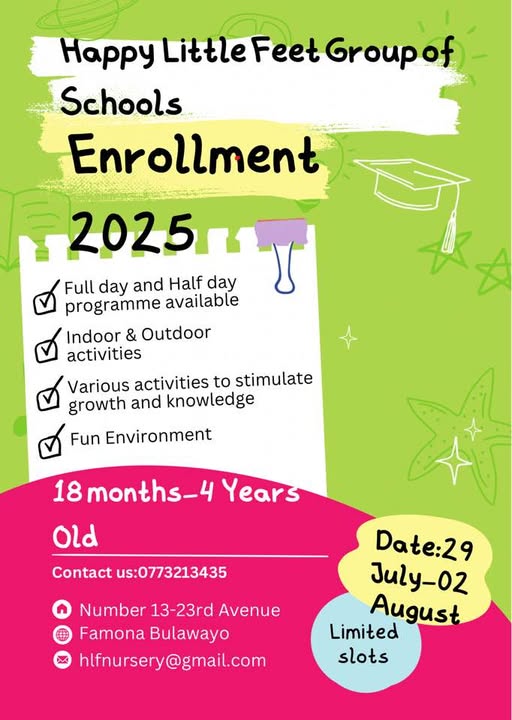 Happy Little Feet Group of
Schools
Enrollment
2025
Full day and Half day
programme available
Indoor & Outdoor
activities
Various activities to stimulate
growth and knowledge
Fun Environment
18 months-4 Years
Old
Contact us:0773213435
Number 13-23rd Avenue
Famona Bulawayo
hlfnursery@gmail.com
Date:29
July-02
August
Limited
slots